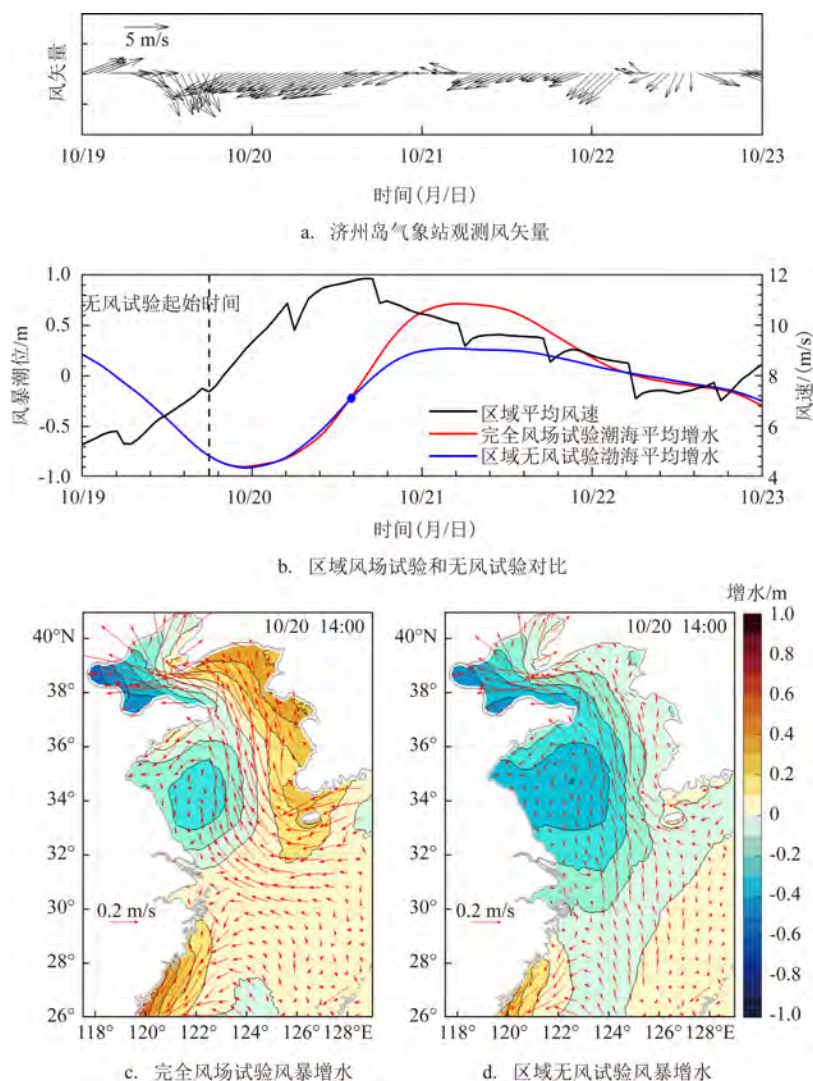 5 m/s
风矢量
10/19 10/20 10/21 10/22 10/23
时间(月/日)
a. 济州岛气象站观测风矢量
1.0 12
无风试验起始时间
0.5 10
0 8
-0.5 6
-1.0 4
风暴潮位/m
风速/(m/s)
区域平均风速
完全风场试验潮海平均增水
区域无风试验渤海平均增水
10/19 10/20 10/21 10/22 10/23
时间(月/日)
b. 区域风场试验和无风试验对比
增水/m
40°N 10/20 14:00
38°
36°
34°
32°
30°
28°
26°
0.2 m/s
118° 120° 122° 124° 126° 128°E
c. 完全风场试验风暴增水
40°N 10/20 14:00
38°
36°
34°
32°
30°
28°
26°
0.2 m/s
118° 120° 122° 124° 126° 128°E
d. 区域无风试验风暴增水
1.0
0.8
0.6
0.4
0.2
0
-0.2
-0.4
-0.6
-0.8
-1.0